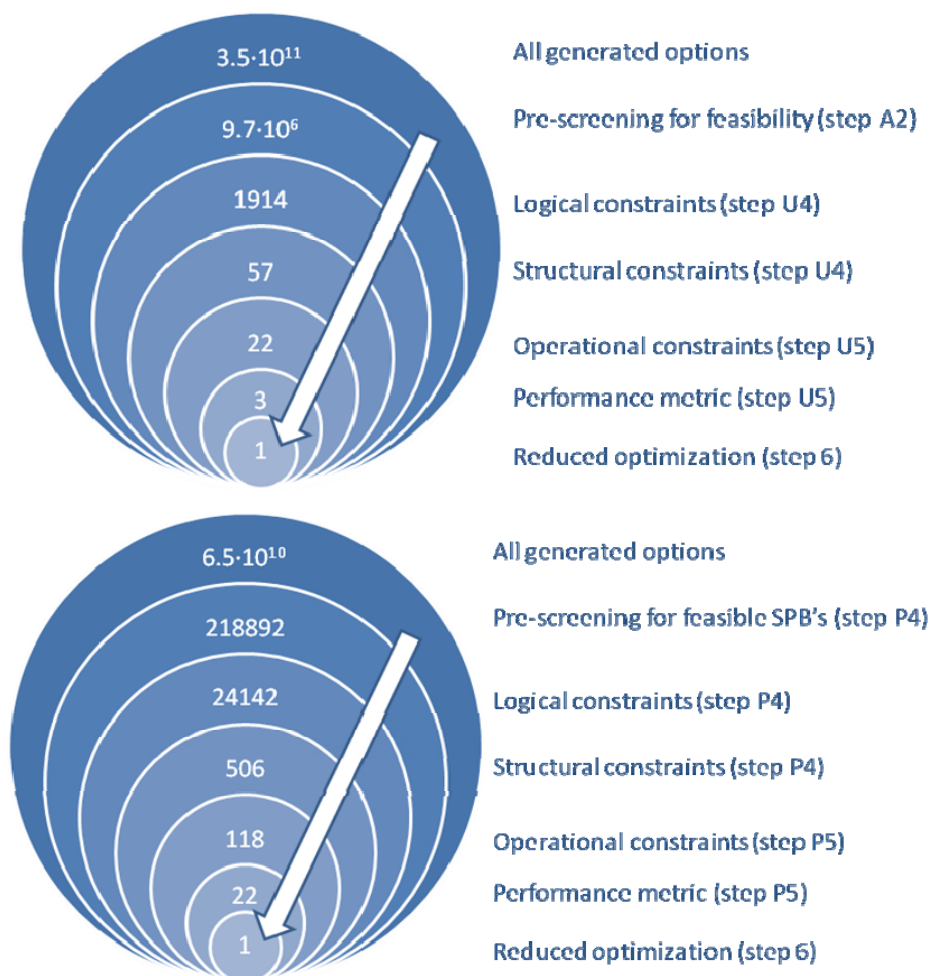 3.5·10¹¹ All generated options
9.7·10⁶ Pre-screening for feasibility (step A2)
1914 Logical constraints (step U4)
57 Structural constraints (step U4)
22 Operational constraints (step U5)
3 Performance metric (step U5)
1 Reduced optimization (step 6)
6.5·10¹⁰ All generated options
218892 Pre-screening for feasible SPB's (step P4)
24142 Logical constraints (step P4)
506 Structural constraints (step P4)
118 Operational constraints (step P5)
22 Performance metric (step P5)
1 Reduced optimization (step 6)